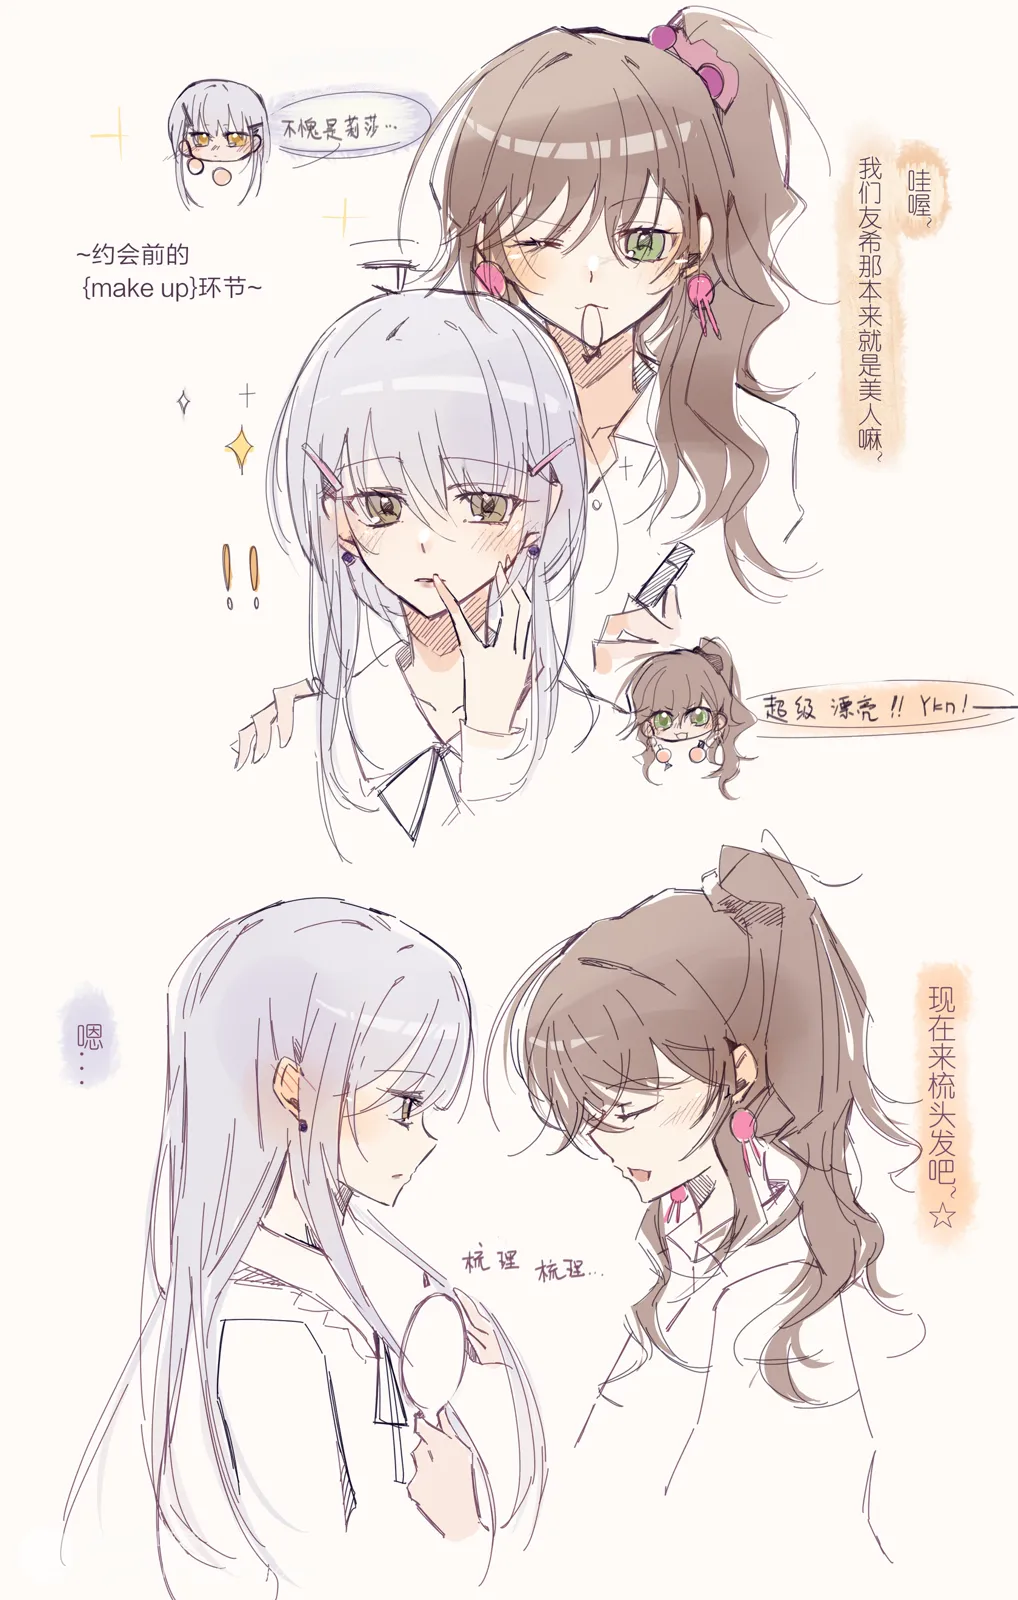 不愧是莉莎…
~约会前的
{make up}环节~
哇喔~
我们友希那本来就是美人嘛~
!!
超级 漂亮!! Yκn!——
嗯...
现在来梳头发吧~☆
梳理 梳理...